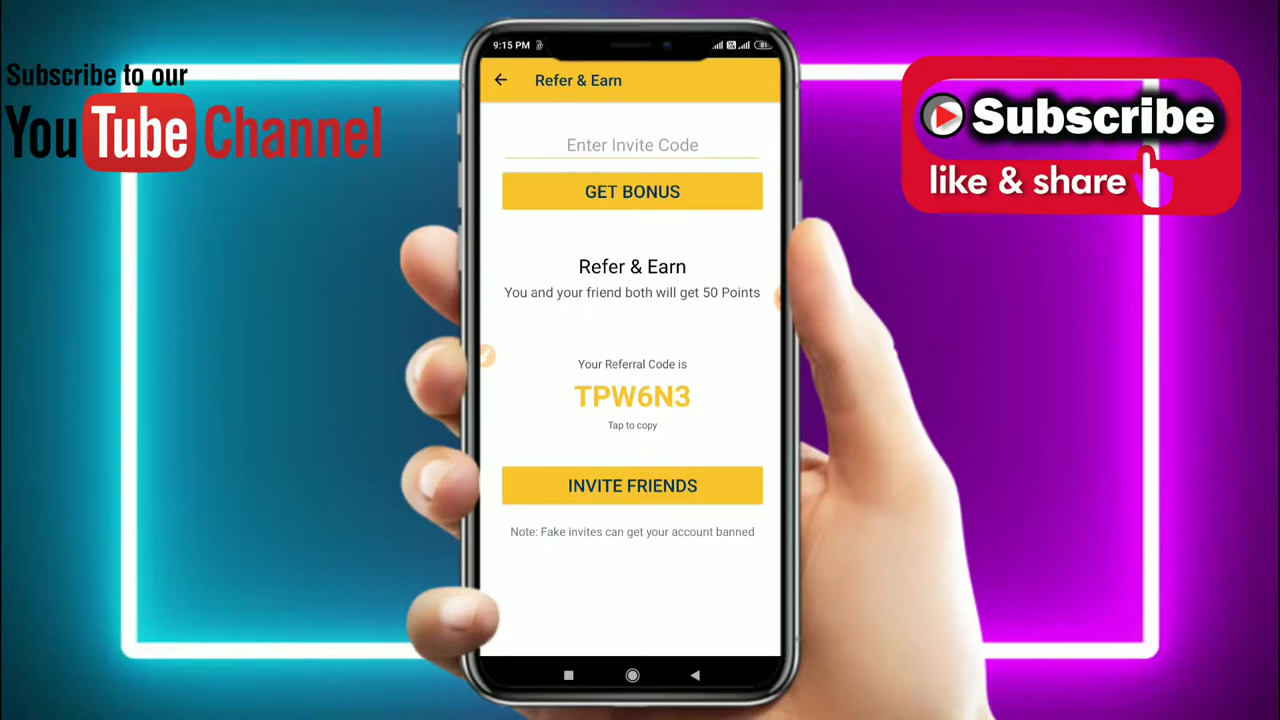 Subscribe to our
YouTube Channel
Subscribe
like & share
9:15 PM
81
Refer & Earn
Enter Invite Code
GET BONUS
Refer & Earn
You and your friend both will get 50 Points
Your Referral Code is
TPW6N3
Tap to copy
INVITE FRIENDS
Note: Fake invites can get your account banned